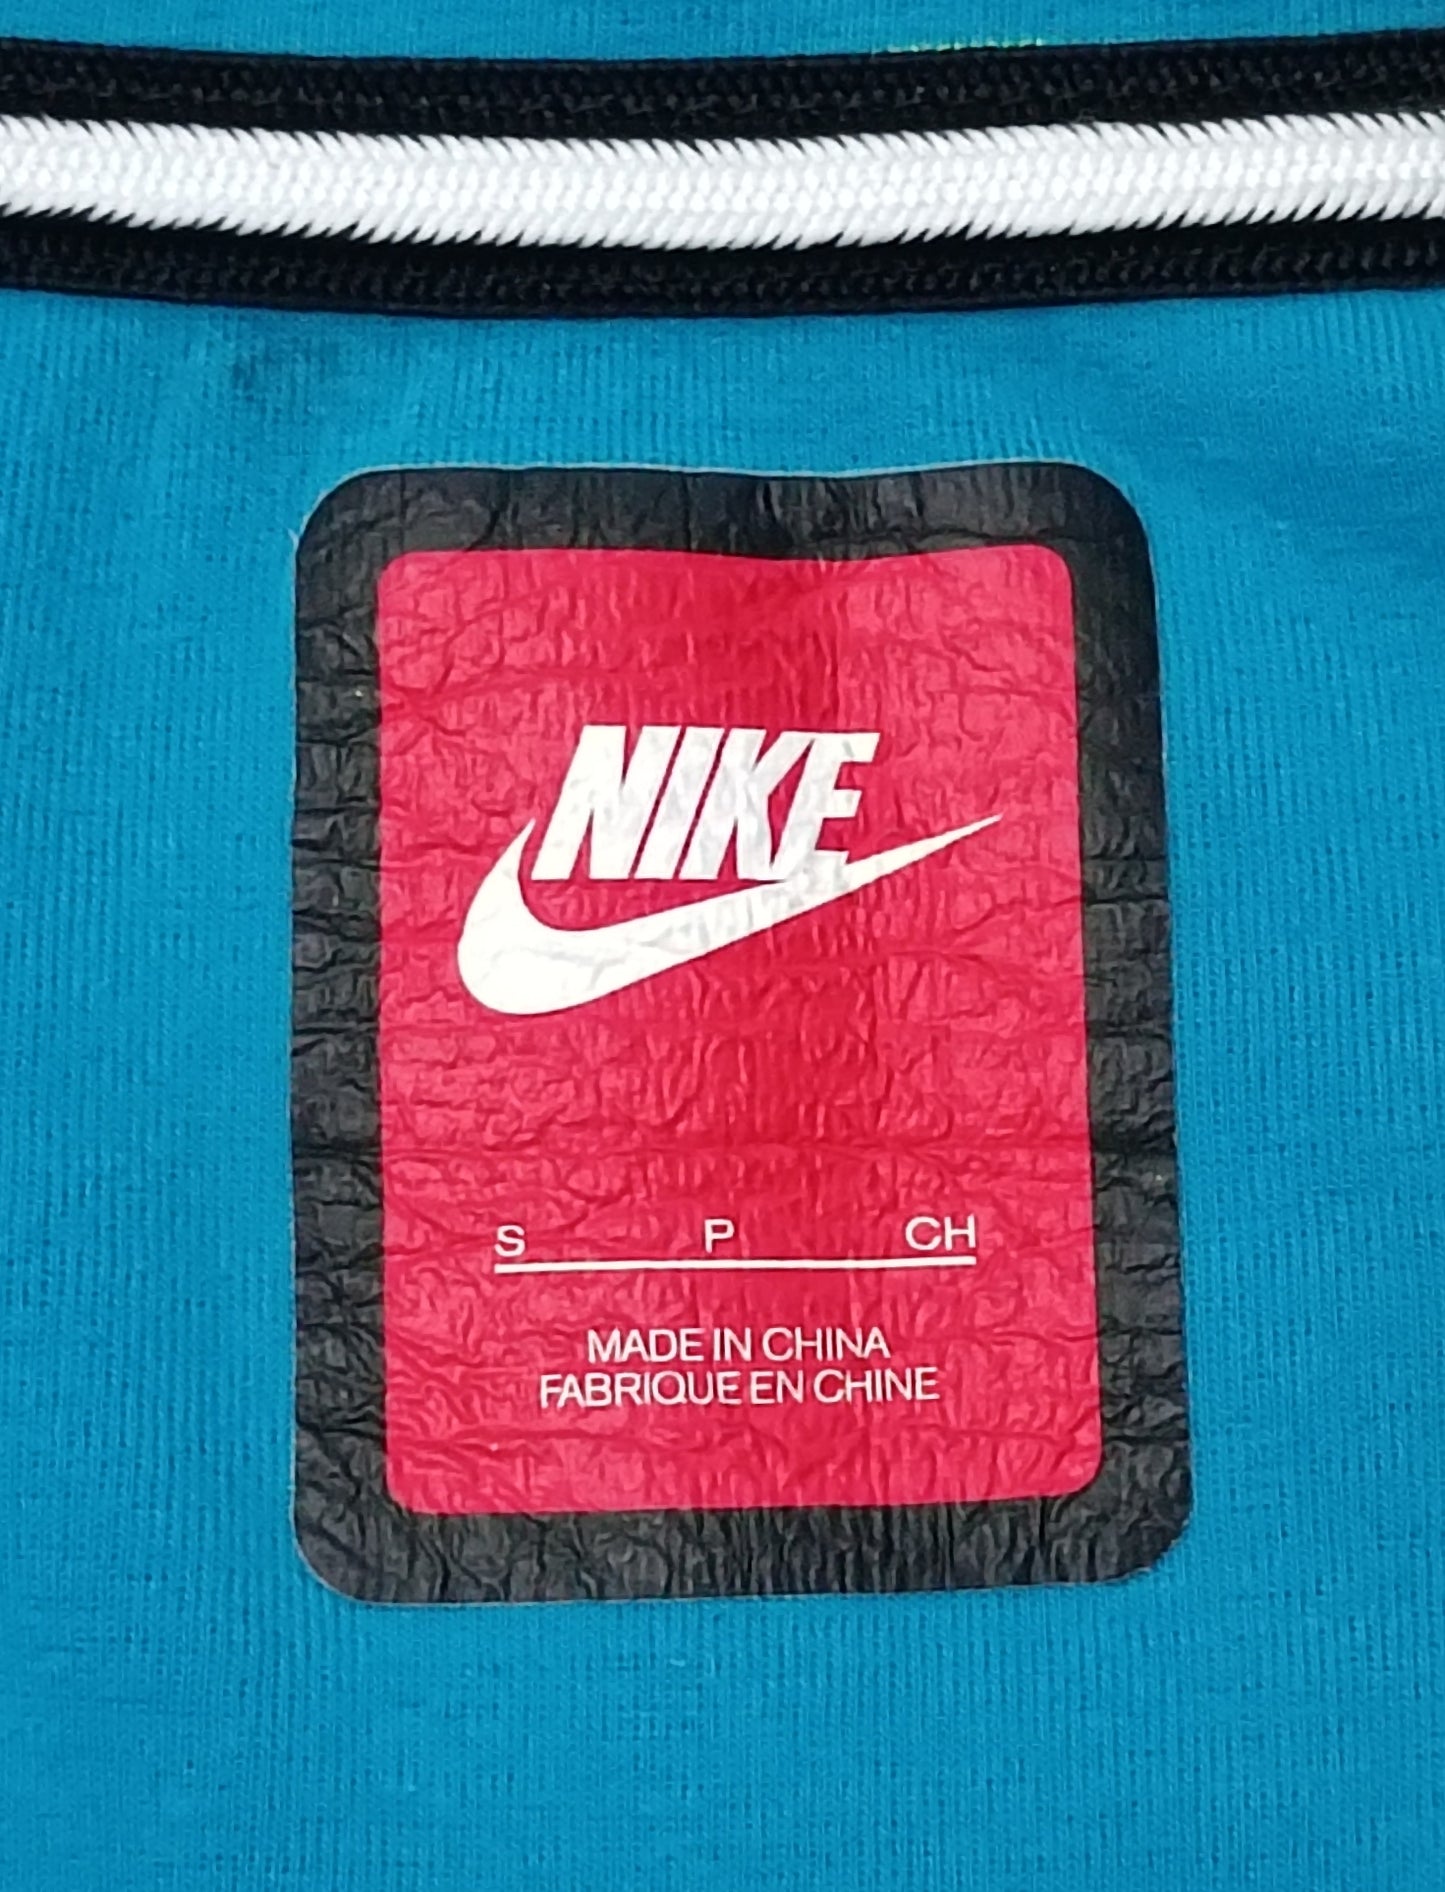 NIKE
S P CH
MADE IN CHINA
FABRIQUE EN CHINE